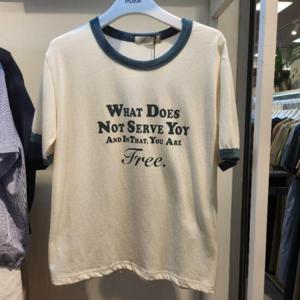 What Does
Not Serve Yoy
And In That, You Are
Free.